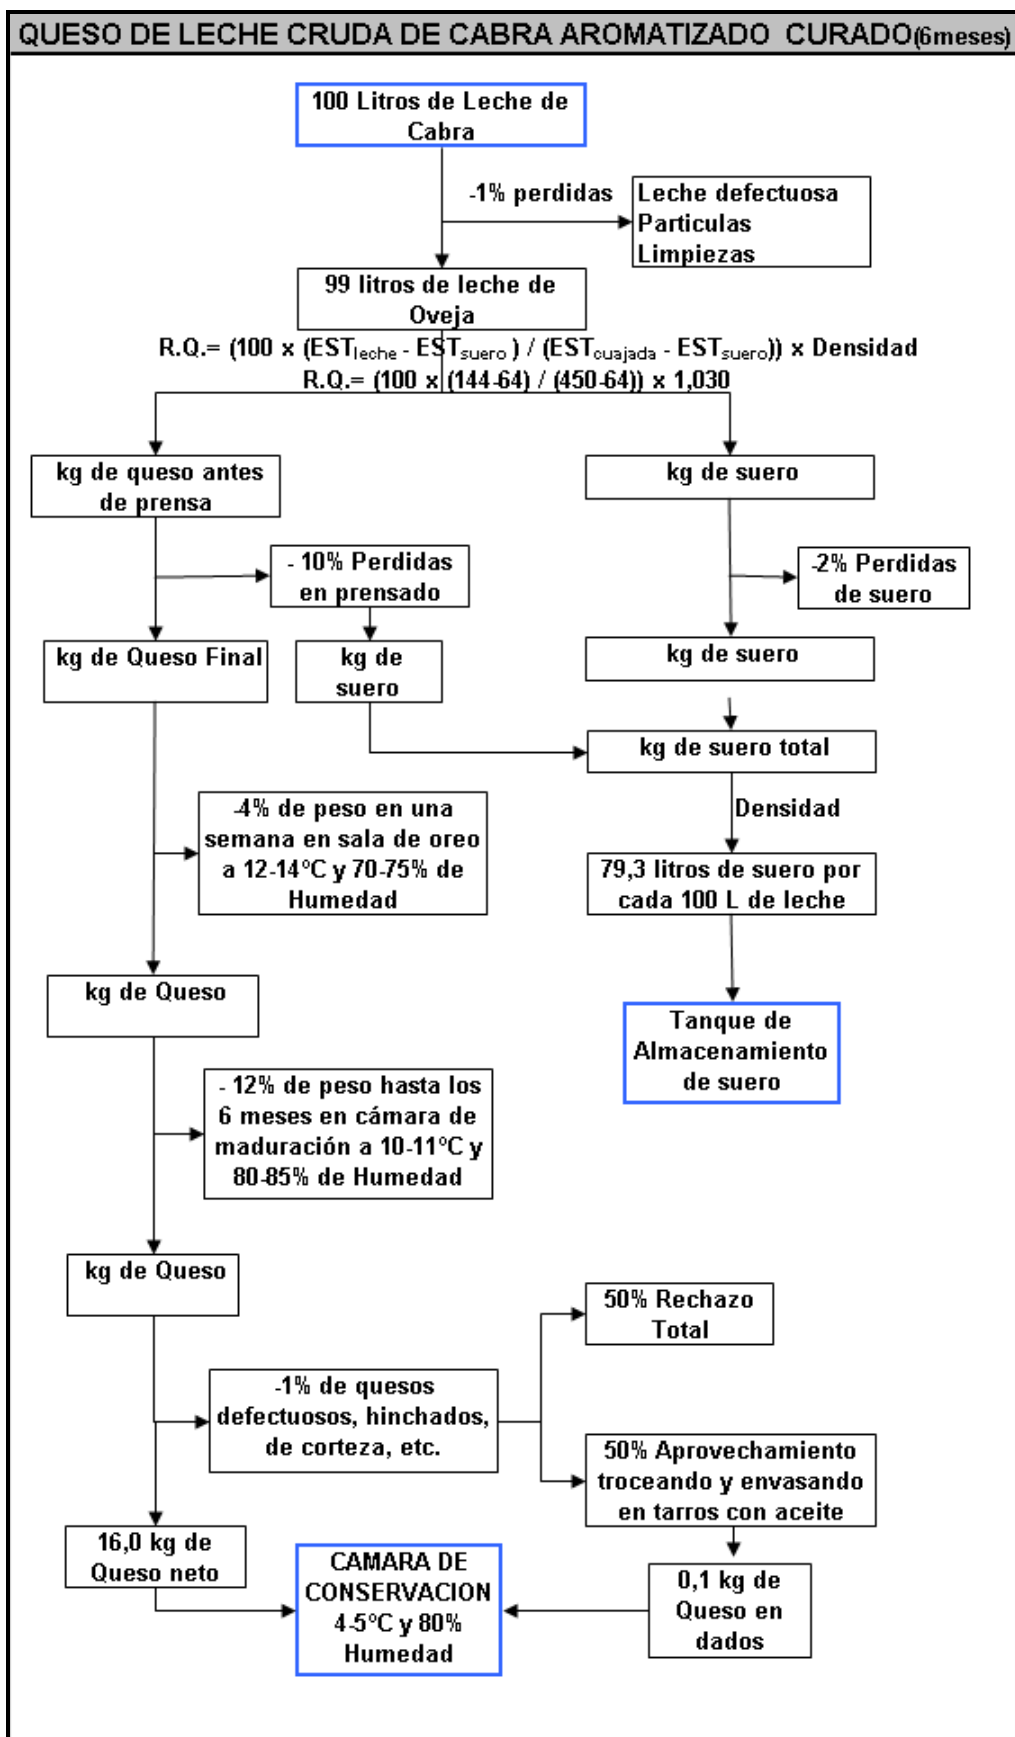 QUESO DE LECHE CRUDA DE CABRA AROMATIZADO CURADO(6meses)
100 Litros de Leche de
Cabra
-1% perdidas
Leche defectuosa
Particulas
Limpiezas
99 litros de leche de
Oveja
R.Q.= (100 x (ESTleche - ESTsuero ) / (ESTcuajada - ESTsuero)) x Densidad
R.Q.= (100 x (144-64) / (450-64)) x 1,030
kg de queso antes
de prensa
kg de suero
- 10% Perdidas
en prensado
-2% Perdidas
de suero
kg de Queso Final
kg de
suero
kg de suero
kg de suero total
Densidad
-4% de peso en una
semana en sala de oreo
a 12-14ºC y 70-75% de
Humedad
79,3 litros de suero por
cada 100 L de leche
kg de Queso
Tanque de
Almacenamiento
de suero
- 12% de peso hasta los
6 meses en cámara de
maduración a 10-11ºC y
80-85% de Humedad
kg de Queso
50% Rechazo
Total
-1% de quesos
defectuosos, hinchados,
de corteza, etc.
50% Aprovechamiento
troceando y envasando
en tarros con aceite
16,0 kg de
Queso neto
CAMARA DE
CONSERVACION
4-5ºC y 80%
Humedad
0,1 kg de
Queso en
dados